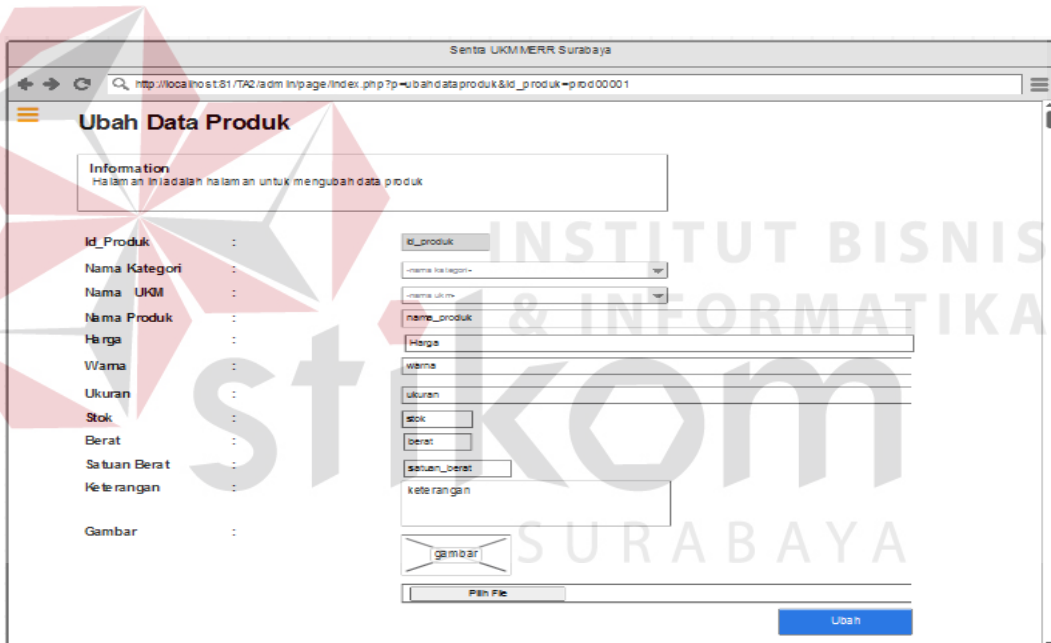 Sentra UKM MERR Surabaya
http://localhost:81/TA2/admin/page/index.php?p=ubahdataproduk&id_produk=prod00001
Ubah Data Produk
Information
Halaman ini adalah halaman untuk mengubah data produk
Id_Produk : id_produk
Nama Kategori : -nama kategori-
Nama UKM : -nama ukm-
Nama Produk : nama_produk
Harga : Harga
Warna : warna
Ukuran : ukuran
Stok : stok
Berat : berat
Satuan Berat : satuan_berat
Keterangan : keterangan
Gambar : gambar
Pilih File
Ubah
INSTITUT BISNIS
& INFORMATIKA
stikom
SURABAYA